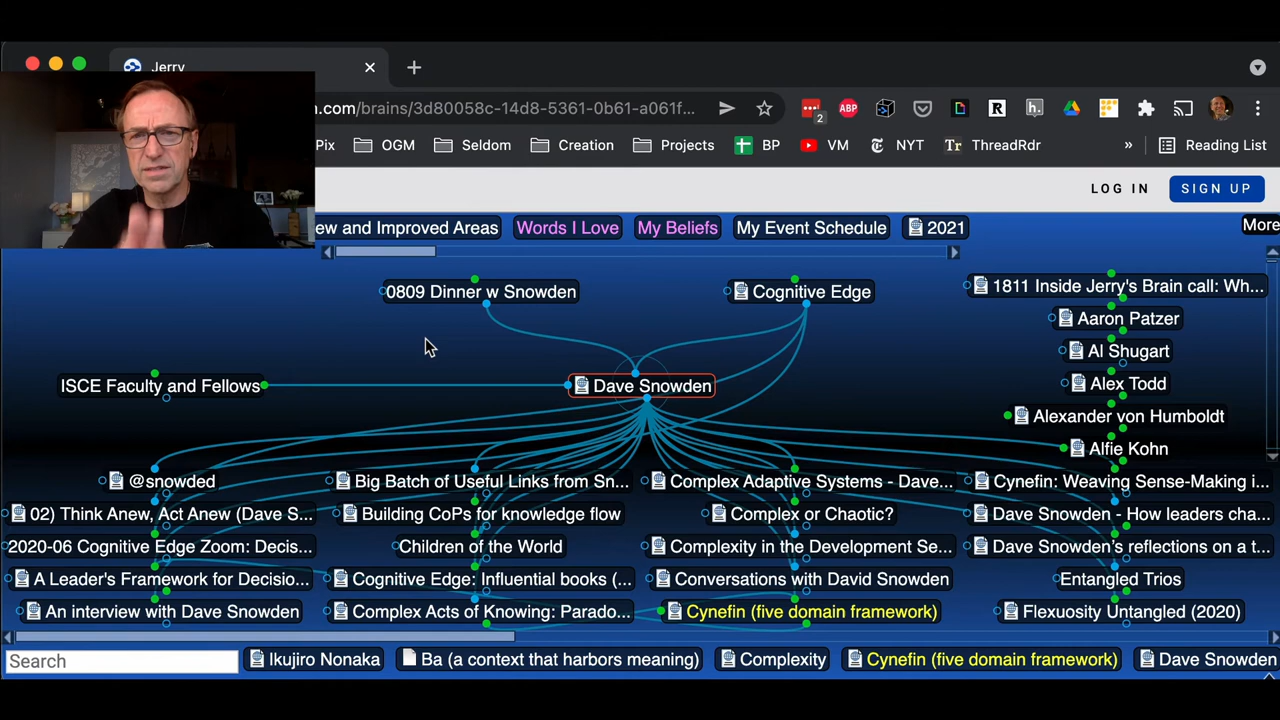 Jerry
m.com/brains/3d80058c-14d8-5361-0b61-a061f...
2
ABP
R
h.
Pix
OGM
Seldom
Creation
Projects
BP
VM
NYT
Tr
ThreadRdr
»
Reading List
LOG IN
SIGN UP
ew and Improved Areas
Words I Love
My Beliefs
My Event Schedule
2021
More
0809 Dinner w Snowden
Cognitive Edge
1811 Inside Jerry's Brain call: Wh...
Aaron Patzer
Al Shugart
Alex Todd
ISCE Faculty and Fellows
Dave Snowden
Alexander von Humboldt
Alfie Kohn
@snowded
Big Batch of Useful Links from Sn...
Complex Adaptive Systems - Dave...
Cynefin: Weaving Sense-Making i...
02) Think Anew, Act Anew (Dave S...
Building CoPs for knowledge flow
Complex or Chaotic?
Dave Snowden - How leaders cha...
2020-06 Cognitive Edge Zoom: Decis...
Children of the World
Complexity in the Development Se...
Dave Snowden's reflections on a t...
A Leader's Framework for Decisio...
Cognitive Edge: Influential books (...
Conversations with David Snowden
Entangled Trios
An interview with Dave Snowden
Complex Acts of Knowing: Parado...
Cynefin (five domain framework)
Flexuosity Untangled (2020)
Search
Ikujiro Nonaka
Ba (a context that harbors meaning)
Complexity
Cynefin (five domain framework)
Dave Snowden